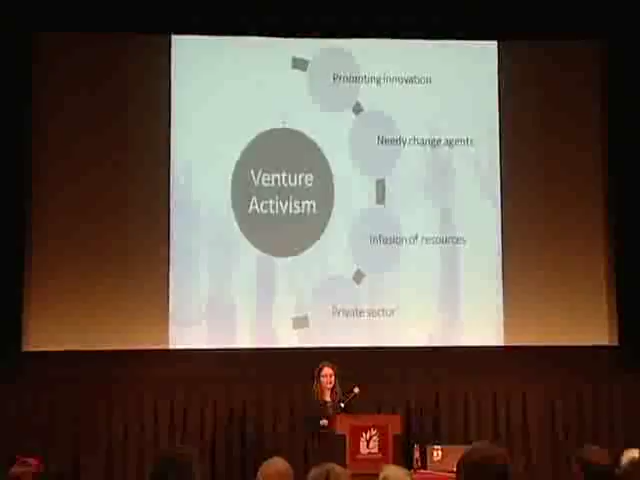 Promoting innovation
Needy change agents
Venture
Activism
Infusion of resources
Private sector